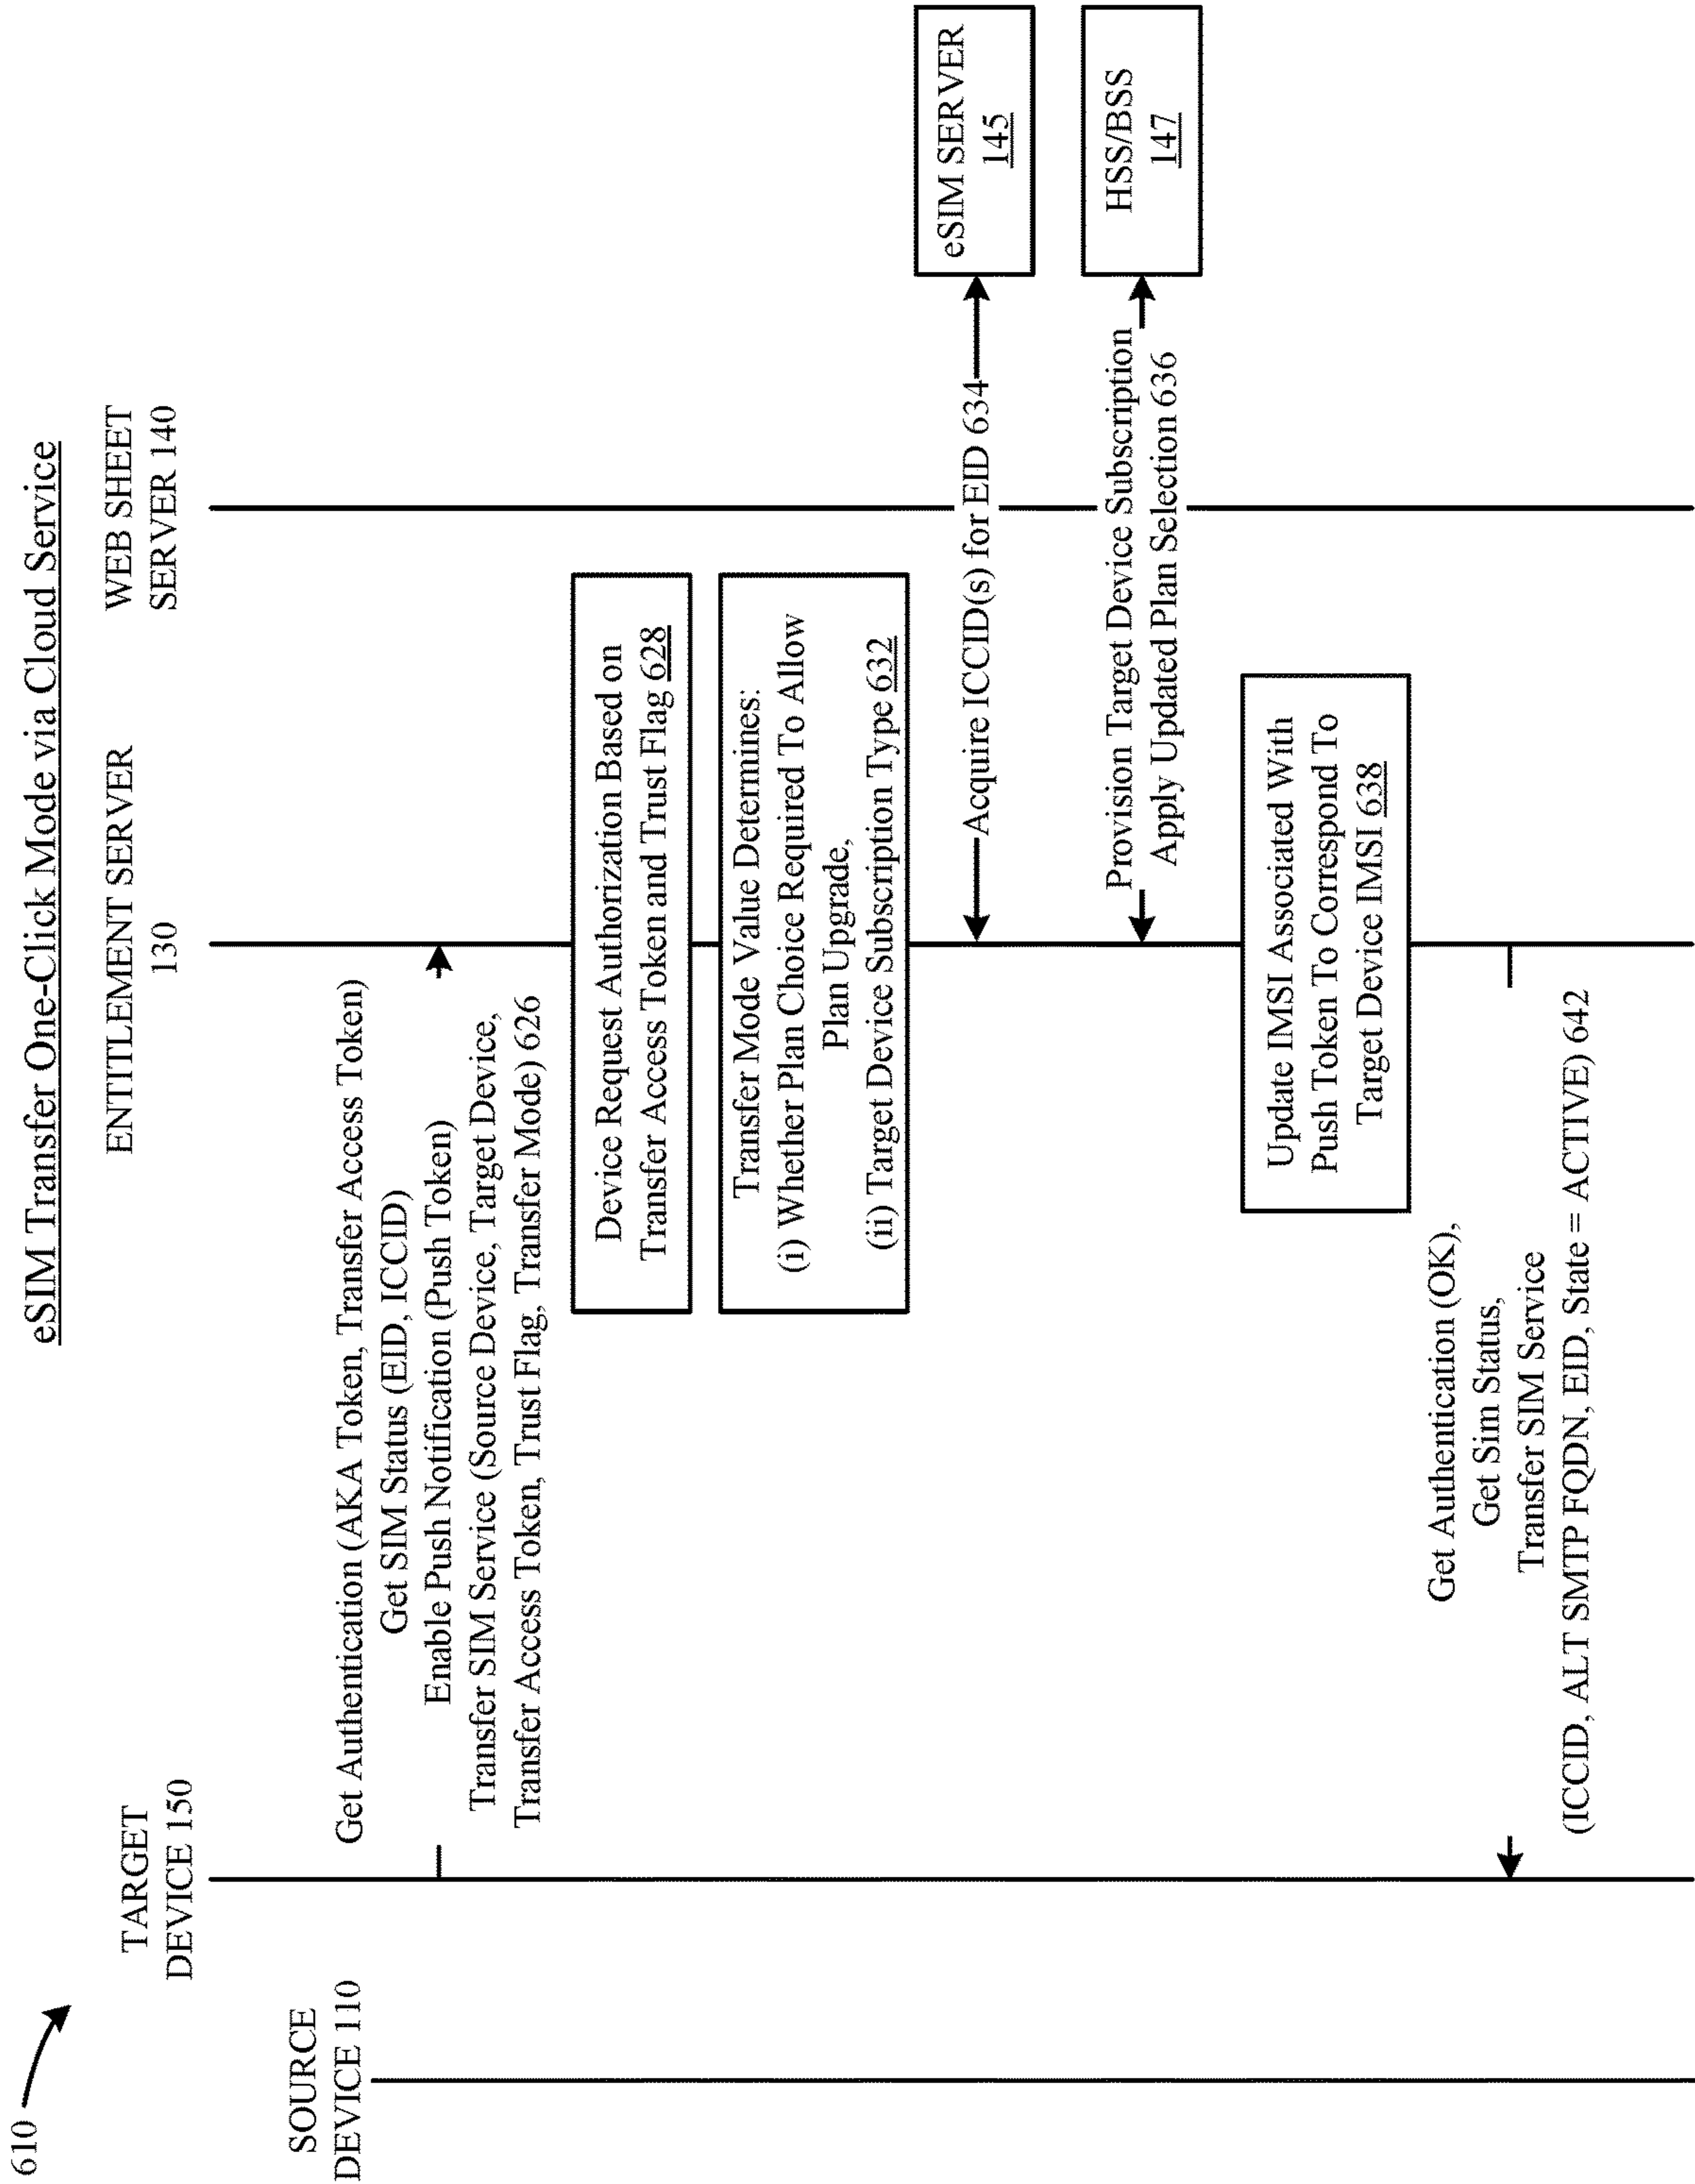 610
eSIM Transfer One-Click Mode via Cloud Service
SOURCE
DEVICE 110
TARGET
DEVICE 150
ENTITLEMENT SERVER
130
WEB SHEET
SERVER 140
Get Authentication (AKA Token, Transfer Access Token)
Get SIM Status (EID, ICCID)
Enable Push Notification (Push Token)
Transfer SIM Service (Source Device, Target Device,
Transfer Access Token, Trust Flag, Transfer Mode) 626
Device Request Authorization Based on
Transfer Access Token and Trust Flag 628
Transfer Mode Value Determines:
(i) Whether Plan Choice Required To Allow
Plan Upgrade,
(ii) Target Device Subscription Type 632
Acquire ICCID(s) for EID 634
eSIM SERVER
145
Provision Target Device Subscription
Apply Updated Plan Selection 636
HSS/BSS
147
Update IMSI Associated With
Push Token To Correspond To
Target Device IMSI 638
Get Authentication (OK),
Get Sim Status,
Transfer SIM Service
(ICCID, ALT SMTP FQDN, EID, State = ACTIVE) 642